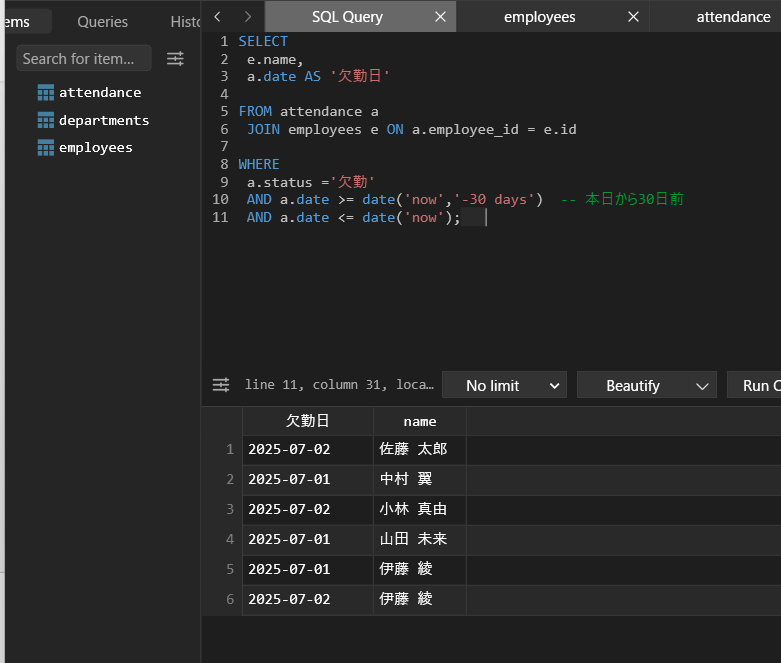 ems Queries Histo
SQL Query employees attendance
Search for item...
attendance
departments
employees
1 SELECT
2 e.name,
3 a.date AS '欠勤日'
4
5 FROM attendance a
6 JOIN employees e ON a.employee_id = e.id
7
8 WHERE
9 a.status ='欠勤'
10 AND a.date >= date('now','-30 days') -- 本日から30日前
11 AND a.date <= date('now');
line 11, column 31, loca… No limit Beautify Run C
欠勤日 name
1 2025-07-02 佐藤 太郎
2 2025-07-01 中村 翼
3 2025-07-02 小林 真由
4 2025-07-01 山田 未来
5 2025-07-01 伊藤 綾
6 2025-07-02 伊藤 綾